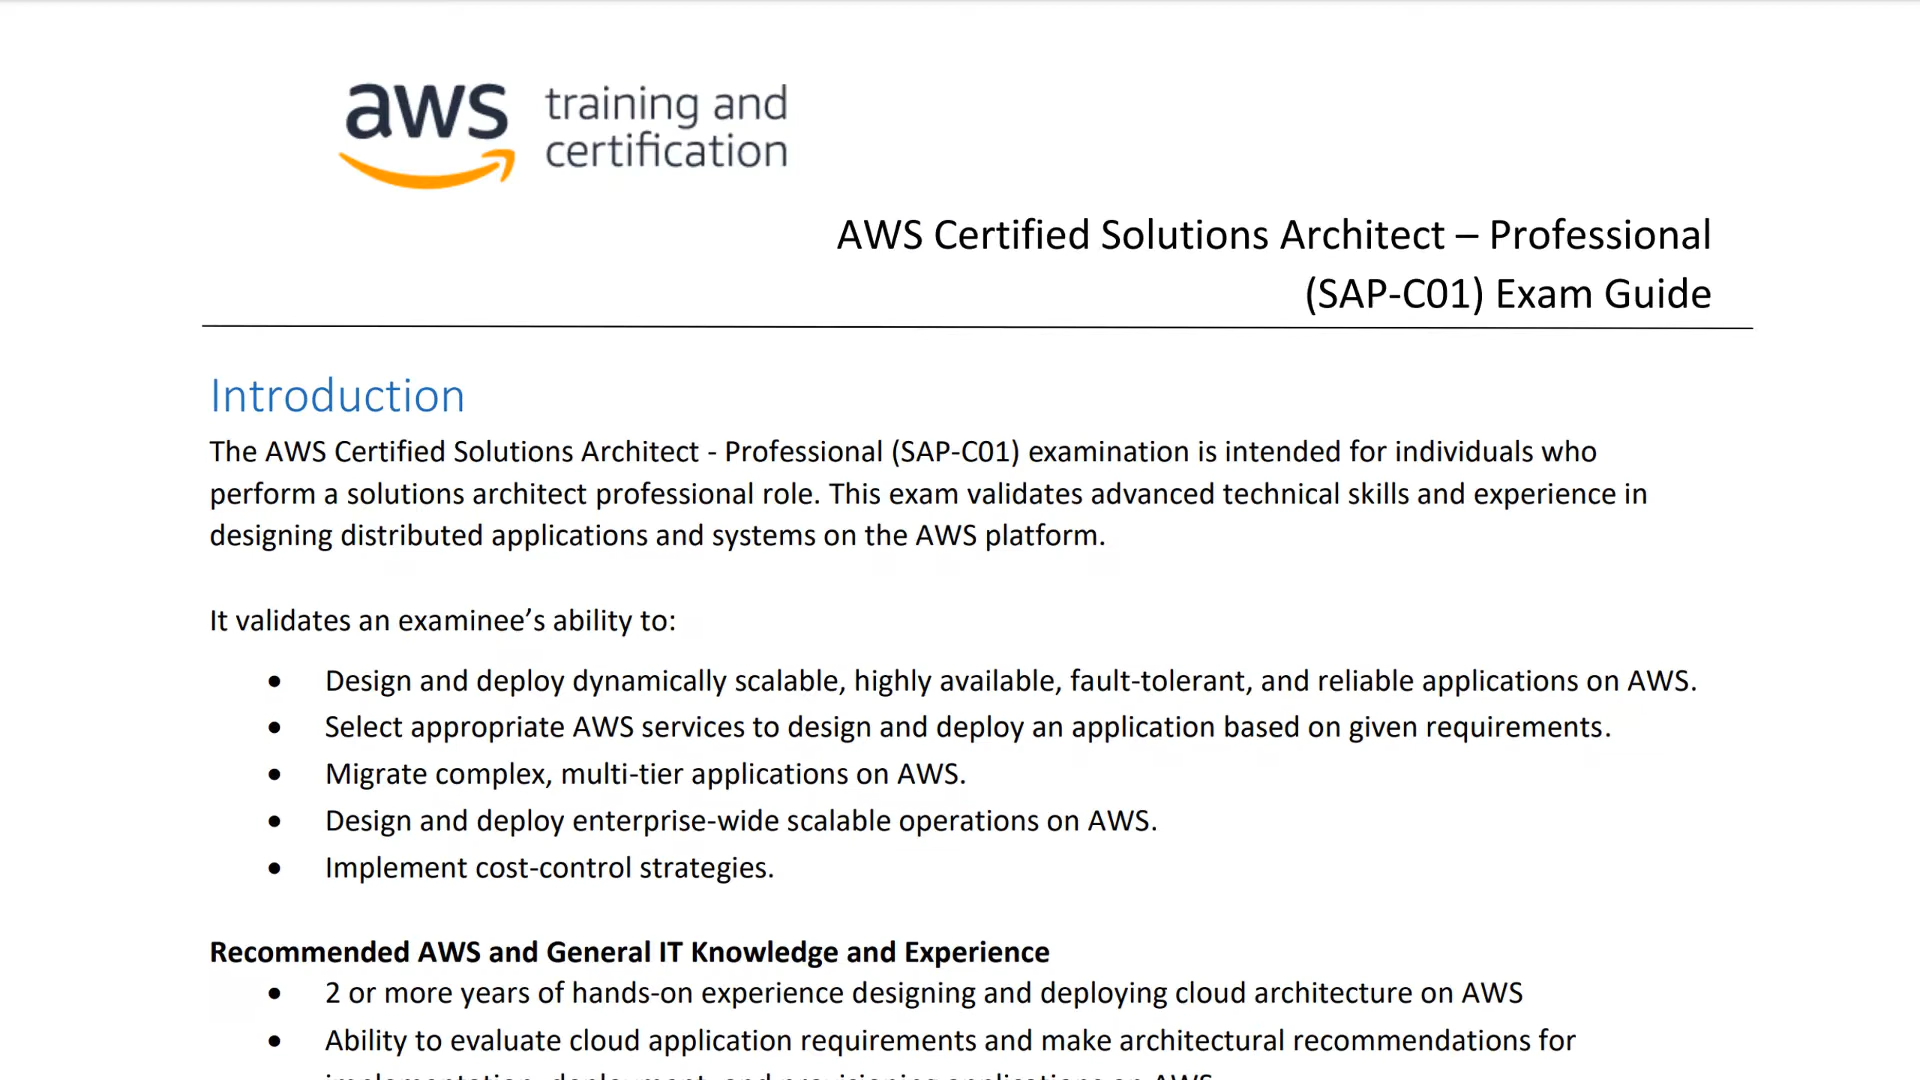 aws training and
certification
AWS Certified Solutions Architect – Professional
(SAP-C01) Exam Guide
Introduction
The AWS Certified Solutions Architect - Professional (SAP-C01) examination is intended for individuals who
perform a solutions architect professional role. This exam validates advanced technical skills and experience in
designing distributed applications and systems on the AWS platform.
It validates an examinee’s ability to:
• Design and deploy dynamically scalable, highly available, fault-tolerant, and reliable applications on AWS.
• Select appropriate AWS services to design and deploy an application based on given requirements.
• Migrate complex, multi-tier applications on AWS.
• Design and deploy enterprise-wide scalable operations on AWS.
• Implement cost-control strategies.
Recommended AWS and General IT Knowledge and Experience
• 2 or more years of hands-on experience designing and deploying cloud architecture on AWS
• Ability to evaluate cloud application requirements and make architectural recommendations for
implementation, deployment, and provisioning applications on AWS